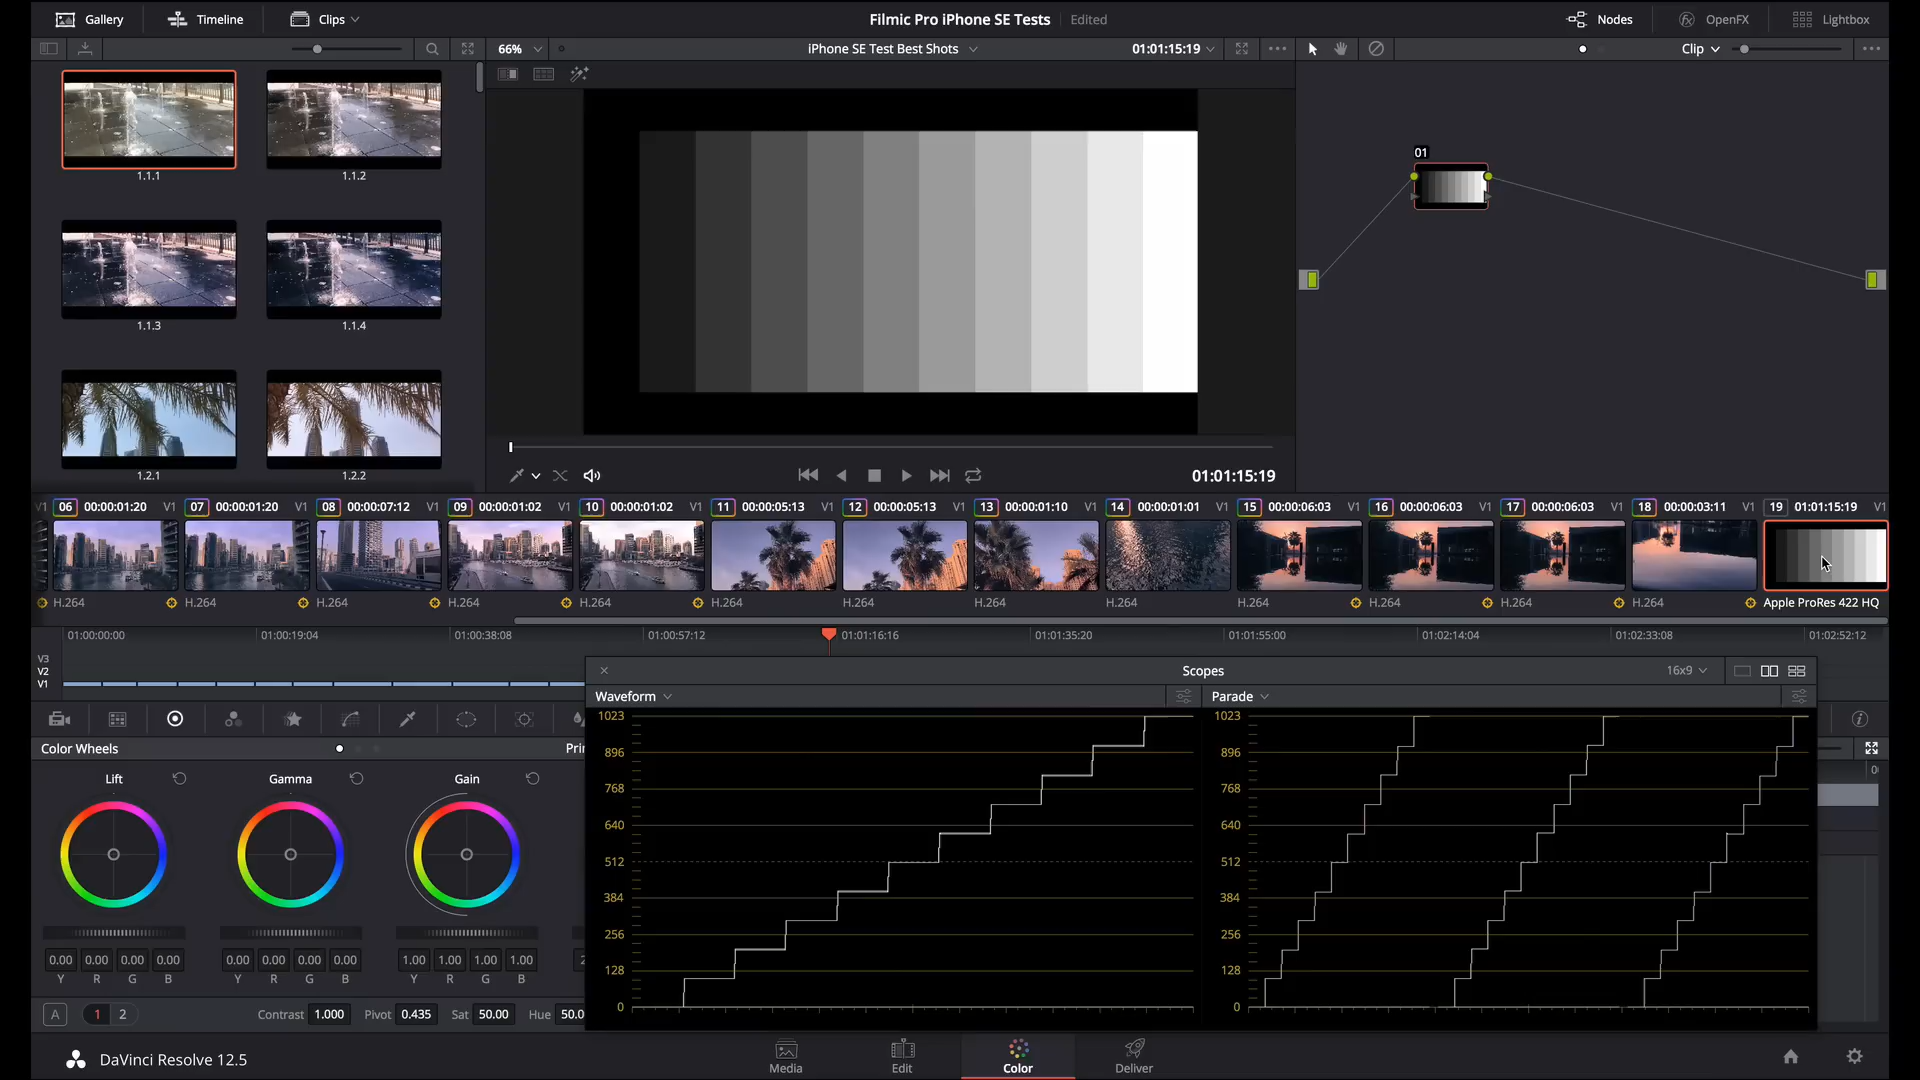 Gallery Timeline Clips Filmic Pro iPhone SE Tests Edited Nodes OpenFX Lightbox
66% iPhone SE Test Best Shots 01:01:15:19 Clip
1.1.1 1.1.2
1.1.3 1.1.4
1.2.1 1.2.2
01
01:01:15:19
V1 06 00:00:01:20 V1 07 00:00:01:20 V1 08 00:00:07:12 V1 09 00:00:01:02 V1 10 00:00:01:02 V1 11 00:00:05:13 V1 12 00:00:05:13 V1 13 00:00:01:10 V1 14 00:00:01:01 V1 15 00:00:06:03 V1 16 00:00:06:03 V1 17 00:00:06:03 V1 18 00:00:03:11 V1 19 01:01:15:19 V1
H.264 H.264 H.264 H.264 H.264 H.264 H.264 H.264 H.264 H.264 H.264 H.264 H.264 Apple ProRes 422 HQ
01:00:00:00 01:00:19:04 01:00:38:08 01:00:57:12 01:01:16:16 01:01:35:20 01:01:55:00 01:02:14:04 01:02:33:08 01:02:52:12
V3
V2
V1
Scopes 16x9
Waveform Parade
1023 1023
896 896
768 768
640 640
512 512
384 384
256 256
128 128
0 0
Color Wheels Pri
Lift Gamma Gain
0.00 0.00 0.00 0.00 0.00 0.00 0.00 0.00 1.00 1.00 1.00 1.00 2
Y R G B Y R G B Y R G B
A 1 2 Contrast 1.000 Pivot 0.435 Sat 50.00 Hue 50.0
DaVinci Resolve 12.5 Media Edit Color Deliver